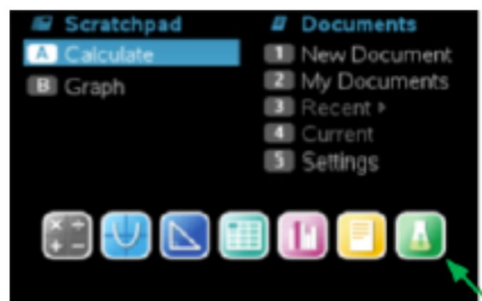 Scratchpad
A Calculate
B Graph
Documents
1 New Document
2 My Documents
3 Recent ▸
4 Current
5 Settings